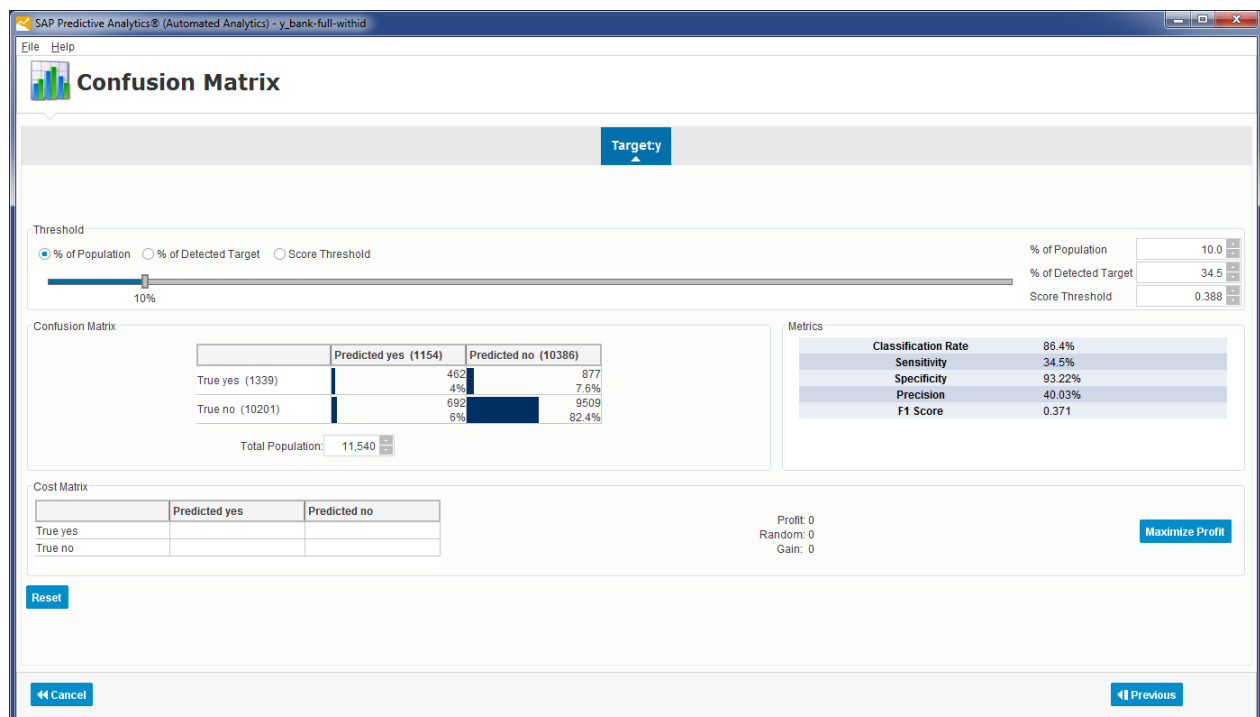 SAP Predictive Analytics® (Automated Analytics) - y_bank-full-withid
File Help
Confusion Matrix
Target:y
Threshold
% of Population % of Detected Target Score Threshold
10%
% of Population 10.0
% of Detected Target 34.5
Score Threshold 0.388
Confusion Matrix
Predicted yes (1154) Predicted no (10386)
True yes (1339) 462 877
4% 7.6%
True no (10201) 692 9509
6% 82.4%
Total Population: 11,540
Metrics
Classification Rate 86.4%
Sensitivity 34.5%
Specificity 93.22%
Precision 40.03%
F1 Score 0.371
Cost Matrix
Predicted yes Predicted no
True yes
True no
Profit: 0
Random: 0
Gain: 0
Maximize Profit
Reset
Cancel
Previous